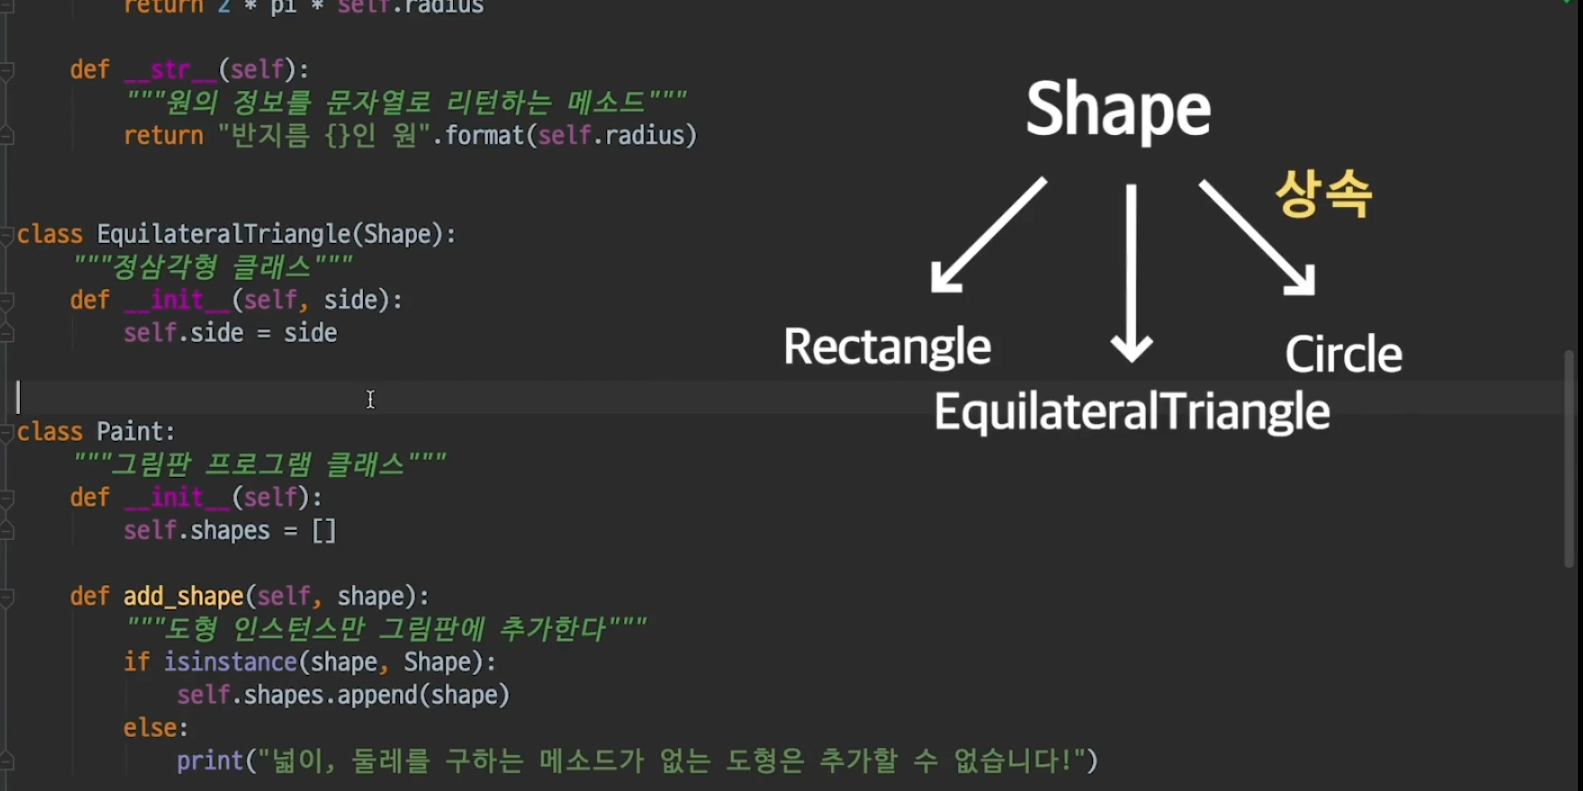 return 2 * pi * self.radius
def __str__(self):
"""원의 정보를 문자열로 리턴하는 메소드"""
return "반지름 {}인 원".format(self.radius)
class EquilateralTriangle(Shape):
"""정삼각형 클래스"""
def __init__(self, side):
self.side = side
class Paint:
"""그림판 프로그램 클래스"""
def __init__(self):
self.shapes = []
def add_shape(self, shape):
"""도형 인스턴스만 그림판에 추가한다"""
if isinstance(shape, Shape):
self.shapes.append(shape)
else:
print("넓이, 둘레를 구하는 메소드가 없는 도형은 추가할 수 없습니다!")
Shape
상속
Rectangle
Circle
EquilateralTriangle